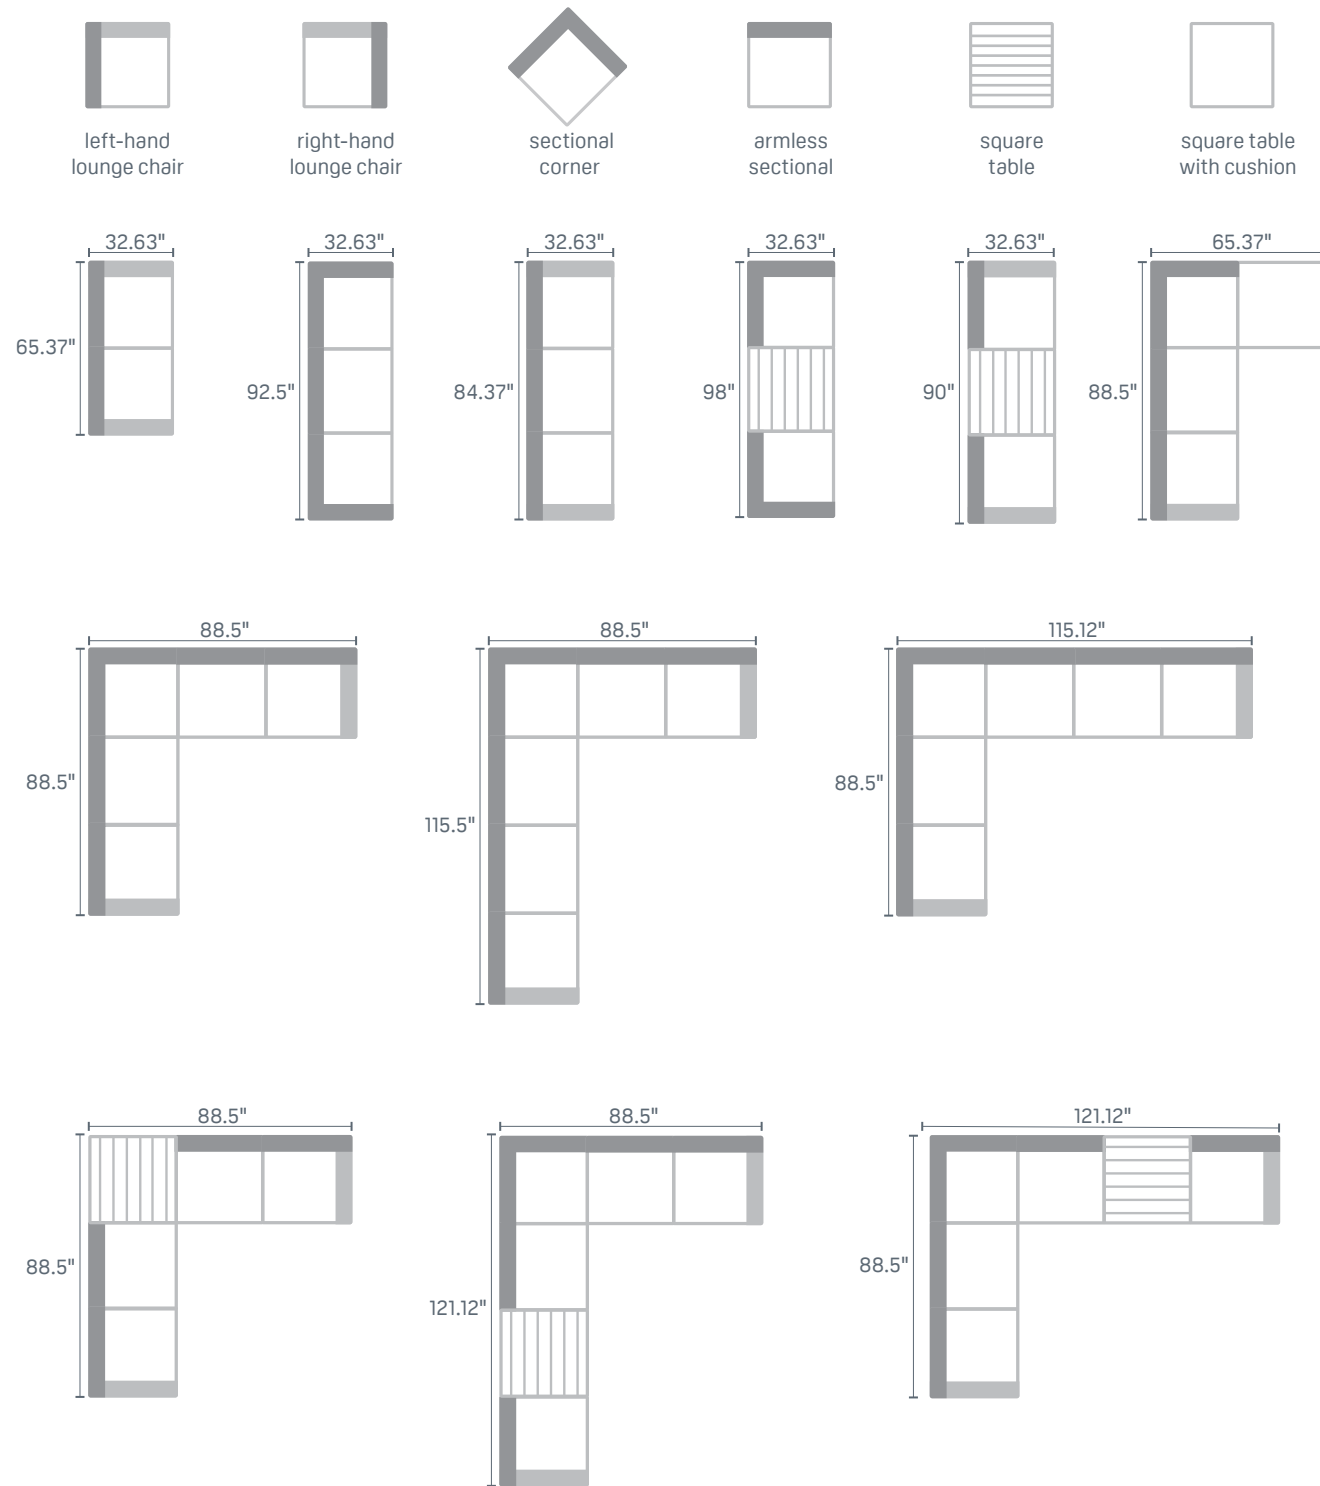 left-hand
lounge chair
right-hand
lounge chair
sectional
corner
armless
sectional
square
table
square table
with cushion
32.63"
32.63"
32.63"
32.63"
32.63"
65.37"
65.37"
92.5"
84.37"
98"
90"
88.5"
88.5"
88.5"
115.12"
88.5"
115.5"
88.5"
88.5"
88.5"
121.12"
88.5"
121.12"
88.5"